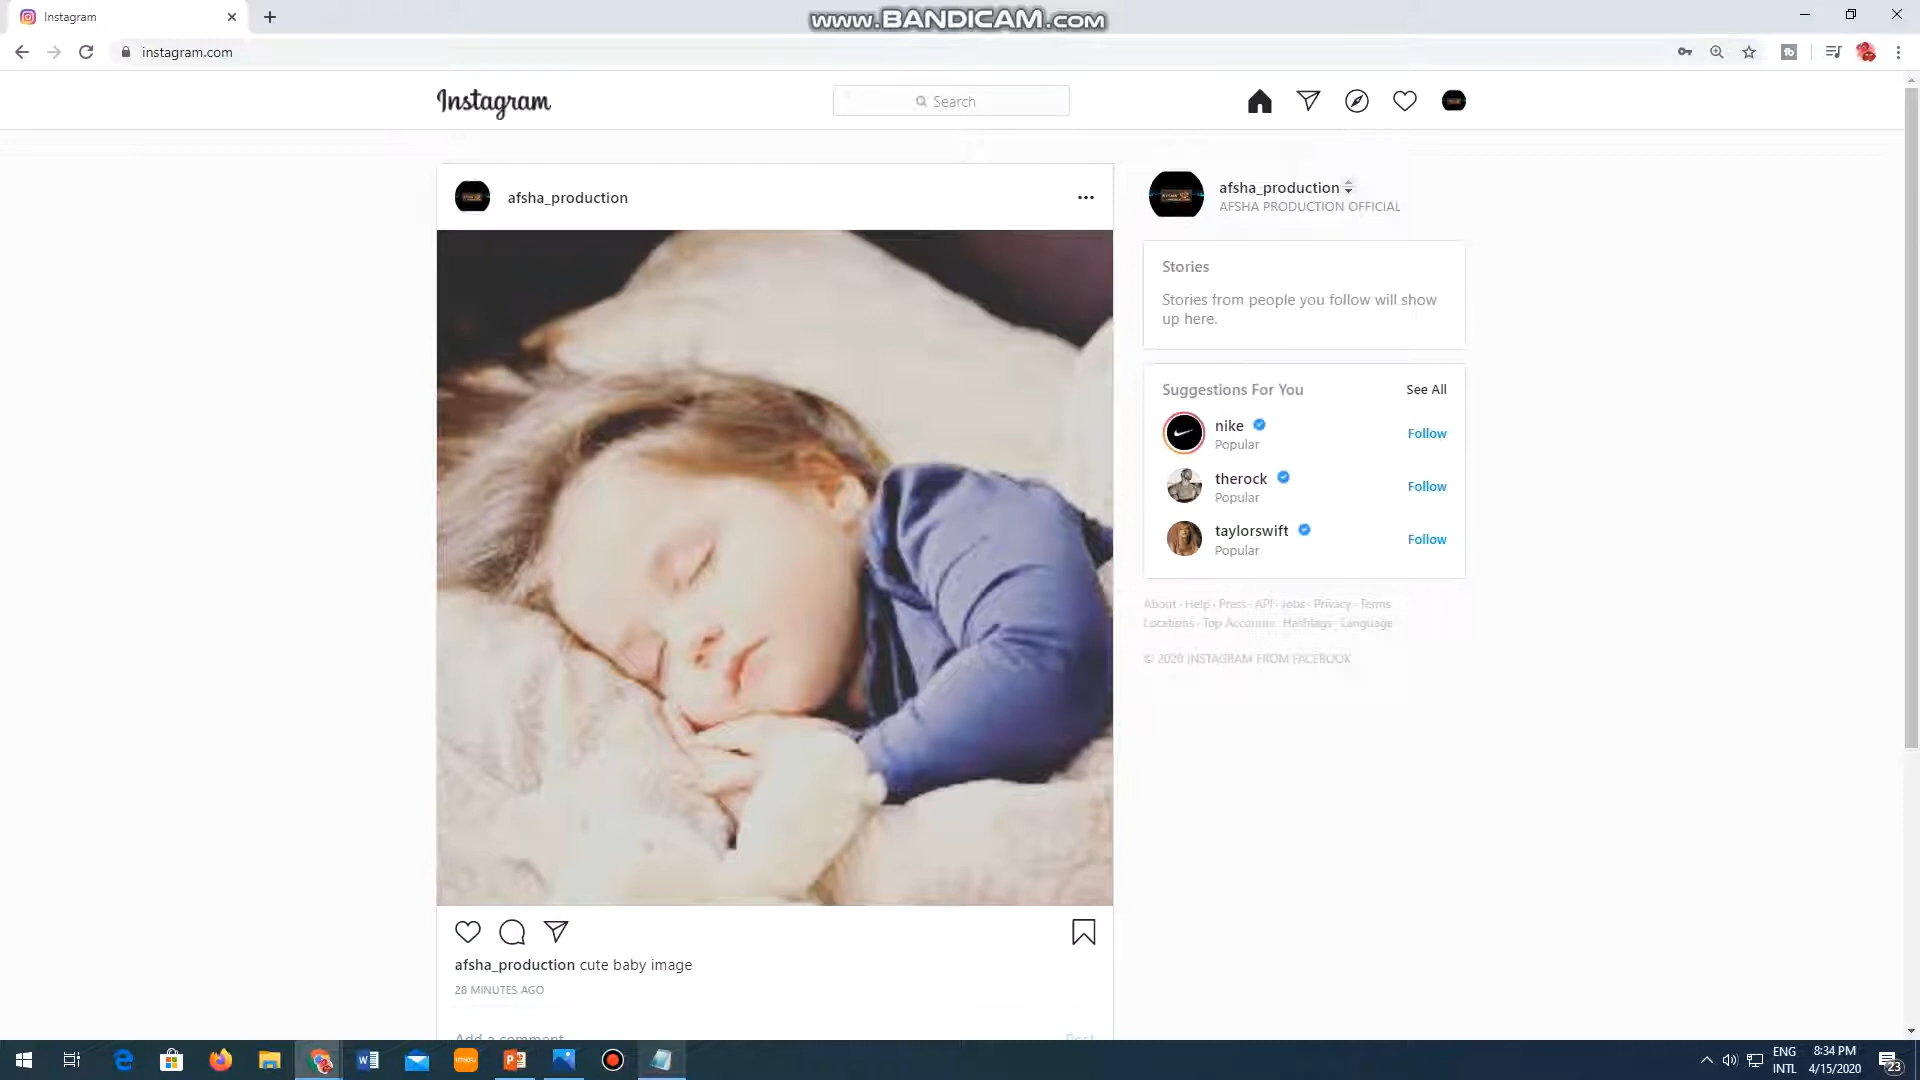 Instagram
www.BANDICAM.com
instagram.com
Instagram
Search
afsha_production
afsha_production
AFSHA PRODUCTION OFFICIAL
Stories
Stories from people you follow will show
up here.
Suggestions For You See All
nike
Popular
Follow
therock
Popular
Follow
taylorswift
Popular
Follow
About · Help · Press · API · Jobs · Privacy · Terms
Locations · Top Accounts · Hashtags · Language
© 2020 INSTAGRAM FROM FACEBOOK
afsha_production cute baby image
28 MINUTES AGO
Add a comment Post
ENG
INTL
8:34 PM
4/15/2020
23